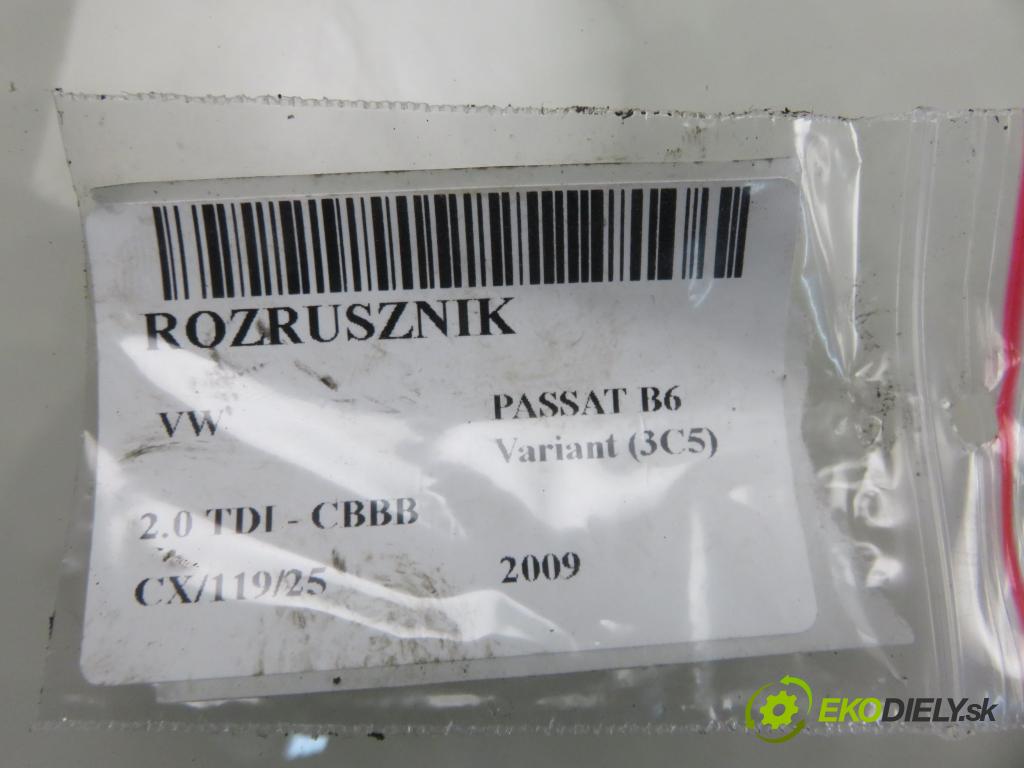 ROZRUSZNIK
VW
PASSAT B6
Variant (3C5)
2.0 TDI - CBBB
CX/119/25
2009
EKODIELY.sk